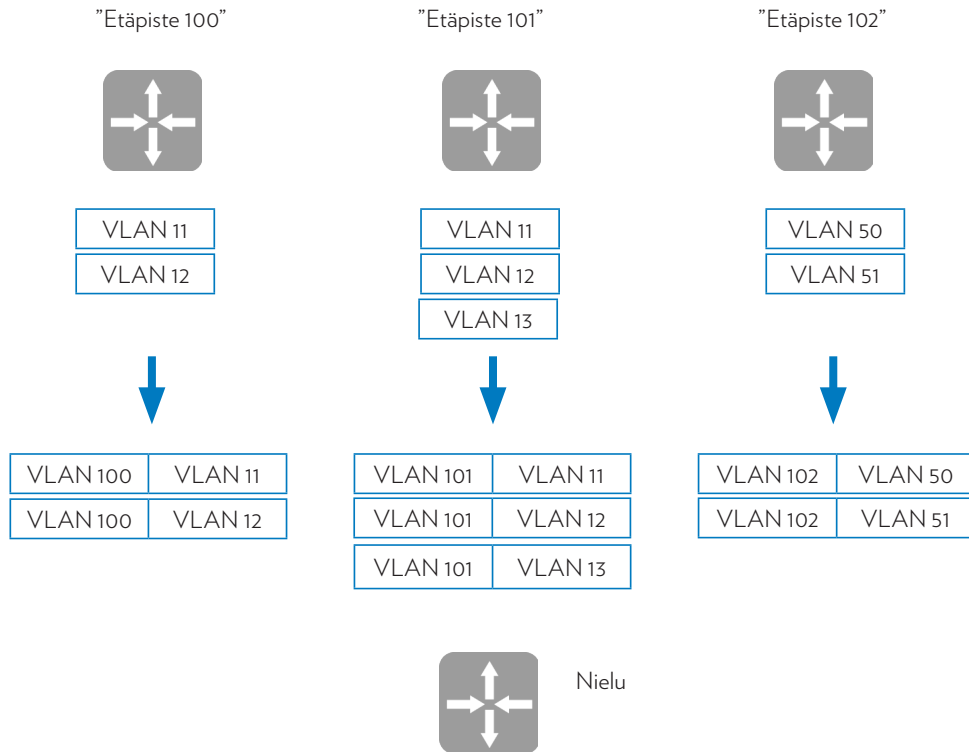 ”Etäpiste 100” ”Etäpiste 101” ”Etäpiste 102”
VLAN 11 VLAN 11 VLAN 50
VLAN 12 VLAN 12 VLAN 51
VLAN 13
VLAN 100 VLAN 11 VLAN 101 VLAN 11 VLAN 102 VLAN 50
VLAN 100 VLAN 12 VLAN 101 VLAN 12 VLAN 102 VLAN 51
VLAN 101 VLAN 13
Nielu